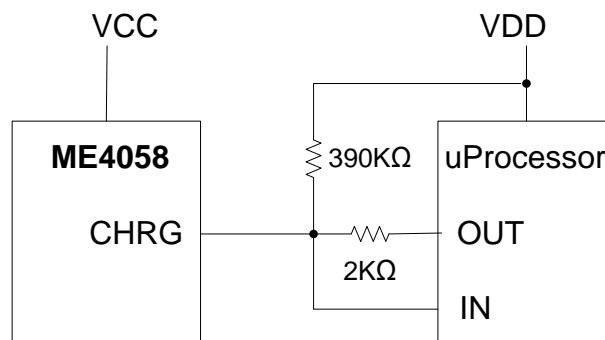 VCC
VDD
ME4058
390KΩ
uProcessor
CHRG
OUT
2KΩ
IN